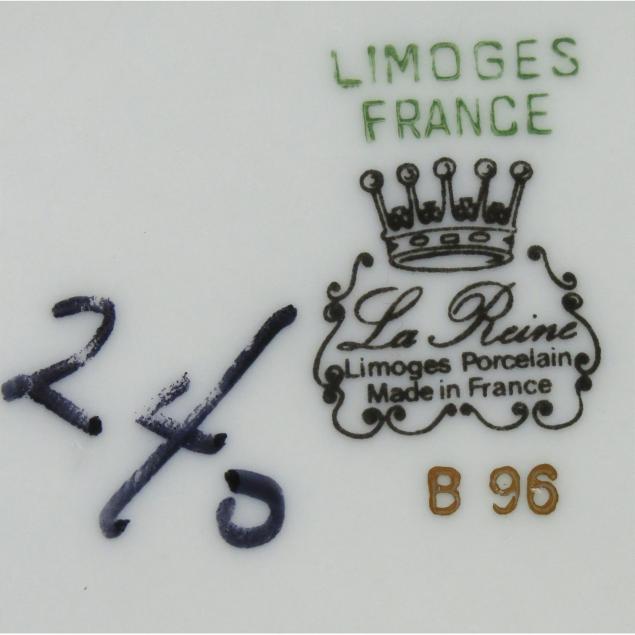 LIMOGES
FRANCE
La Reine
Limoges Porcelain
Made in France
B 96